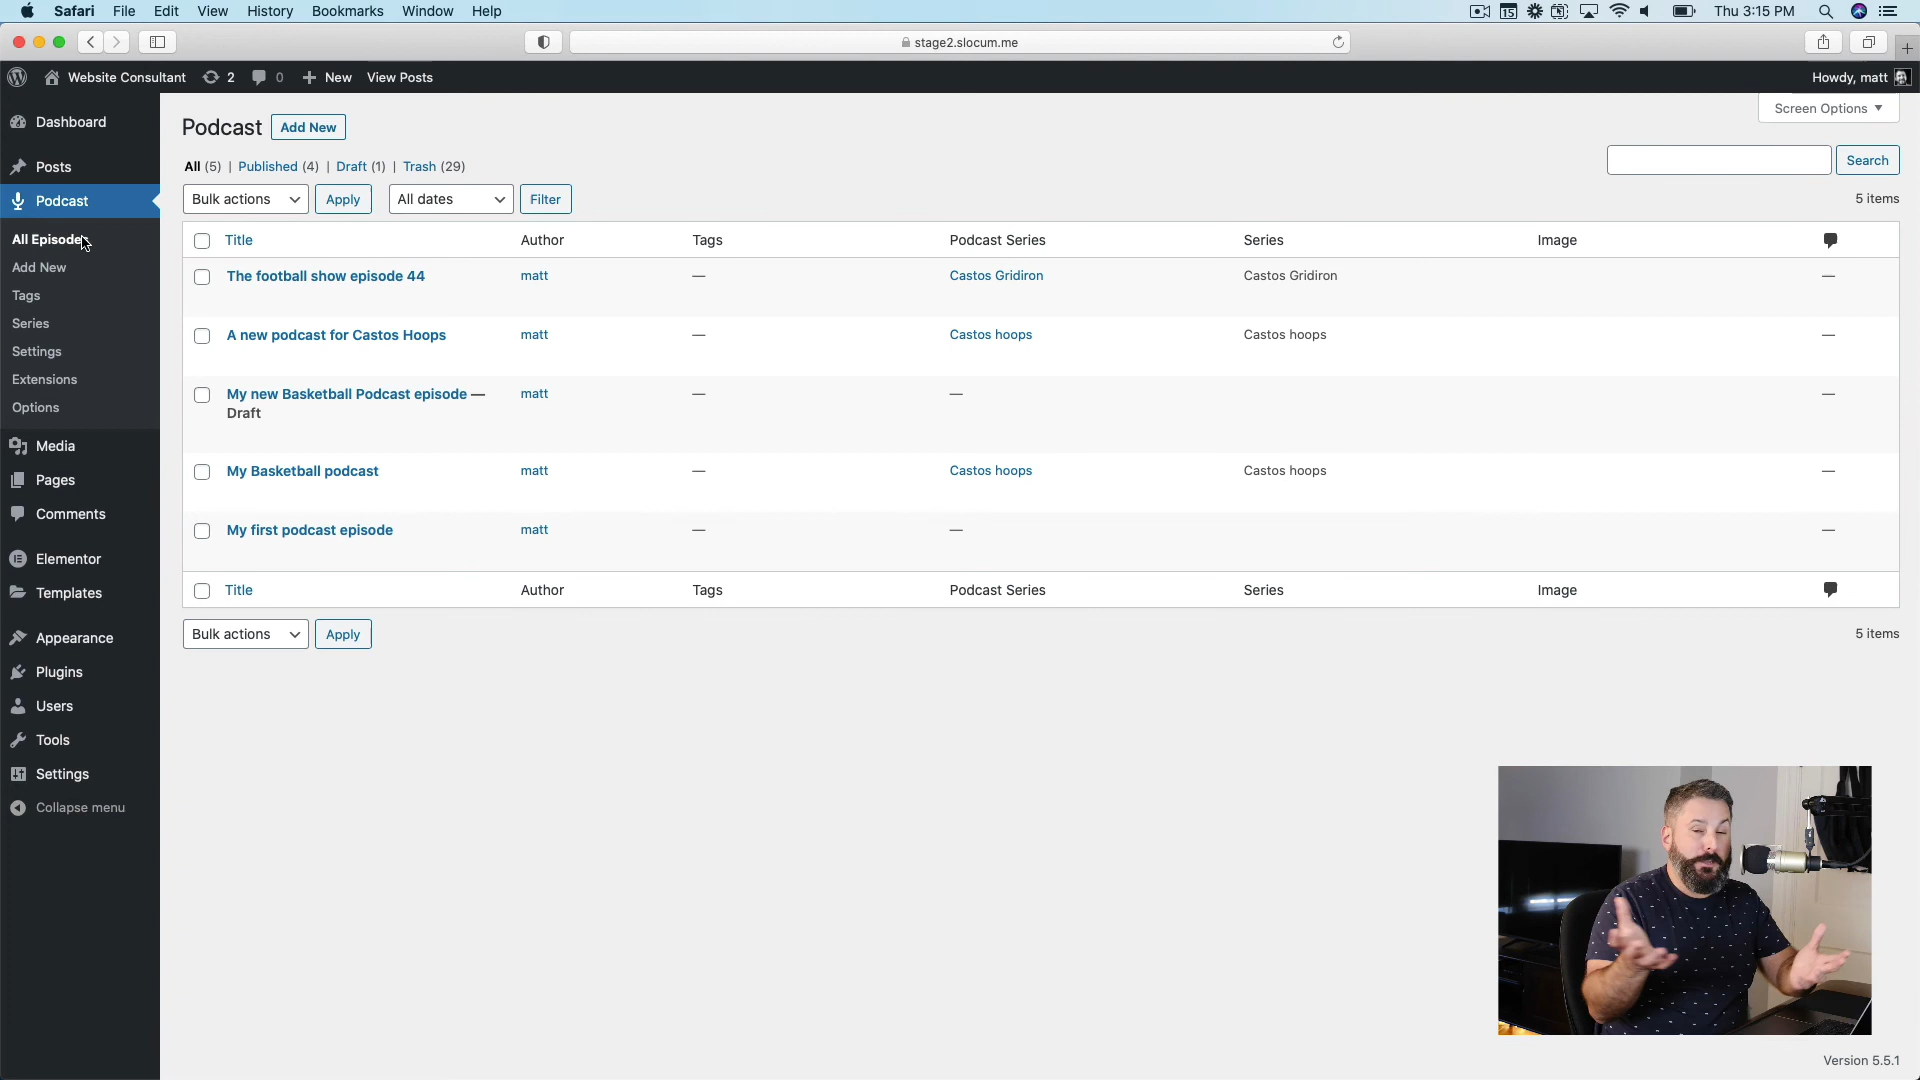 Safari File Edit View History Bookmarks Window Help
15 Thu 3:15 PM
stage2.slocum.me
Website Consultant 2 0 New View Posts
Howdy, matt
Screen Options
Dashboard
Posts
Podcast
All Episodes
Add New
Tags
Series
Settings
Extensions
Options
Media
Pages
Comments
Elementor
Templates
Appearance
Plugins
Users
Tools
Settings
Collapse menu
Podcast Add New
All (5) | Published (4) | Draft (1) | Trash (29)
Search
Bulk actions Apply All dates Filter
5 items
Title Author Tags Podcast Series Series Image
The football show episode 44 matt — Castos Gridiron Castos Gridiron —
A new podcast for Castos Hoops matt — Castos hoops Castos hoops —
My new Basketball Podcast episode — matt — — —
Draft
My Basketball podcast matt — Castos hoops Castos hoops —
My first podcast episode matt — — —
Title Author Tags Podcast Series Series Image
Bulk actions Apply
5 items
Version 5.5.1